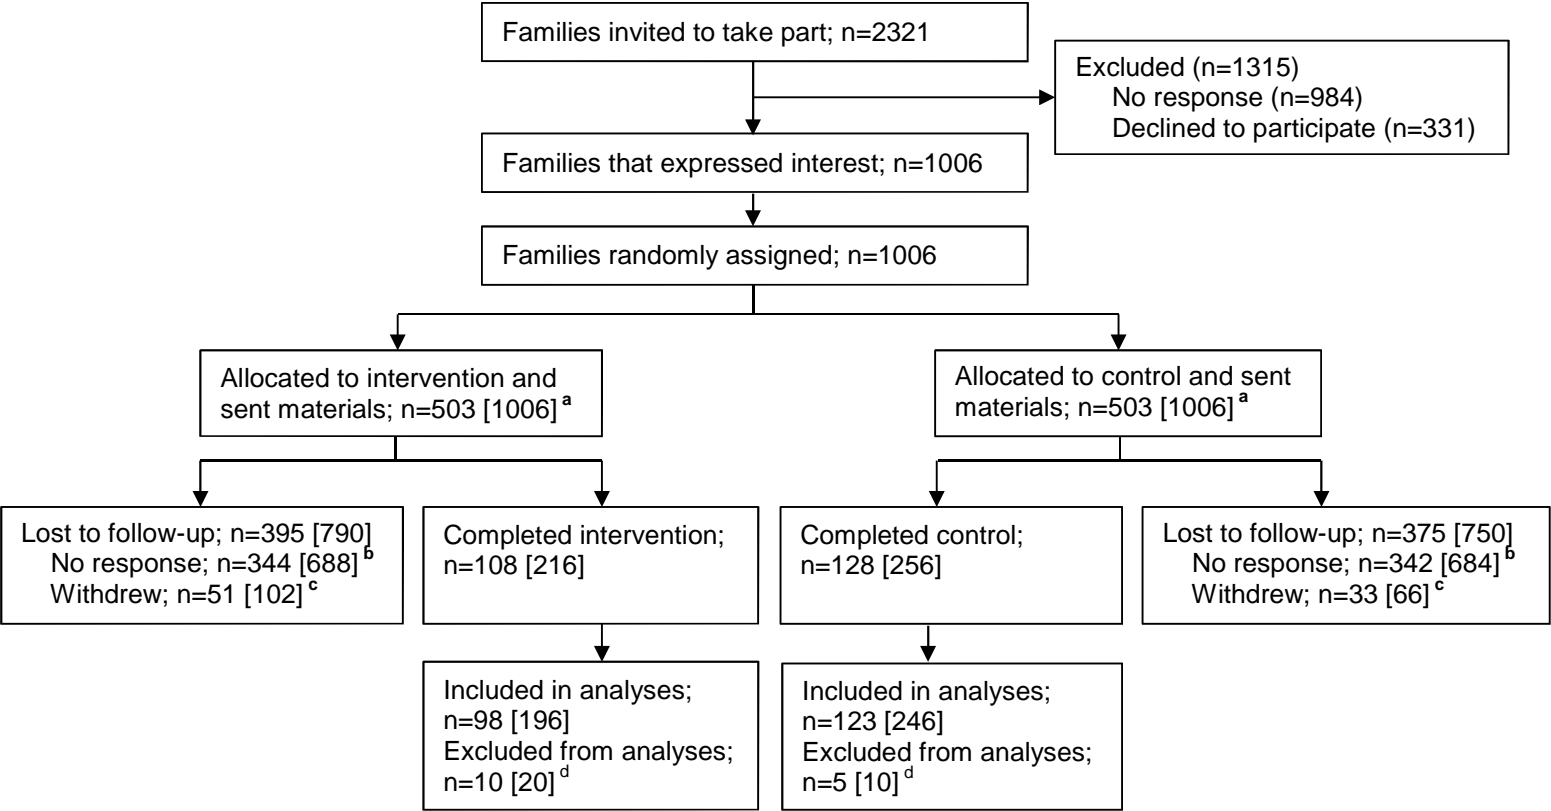 Families invited to take part; n=2321
Excluded (n=1315)
No response (n=984)
Declined to participate (n=331)
Families that expressed interest; n=1006
Families randomly assigned; n=1006
Allocated to intervention and
sent materials; n=503 [1006] a
Allocated to control and sent
materials; n=503 [1006] a
Lost to follow-up; n=395 [790]
No response; n=344 [688] b
Withdrew; n=51 [102] c
Completed intervention;
n=108 [216]
Completed control;
n=128 [256]
Lost to follow-up; n=375 [750]
No response; n=342 [684] b
Withdrew; n=33 [66] c
Included in analyses;
n=98 [196]
Excluded from analyses;
n=10 [20] d
Included in analyses;
n=123 [246]
Excluded from analyses;
n=5 [10] d